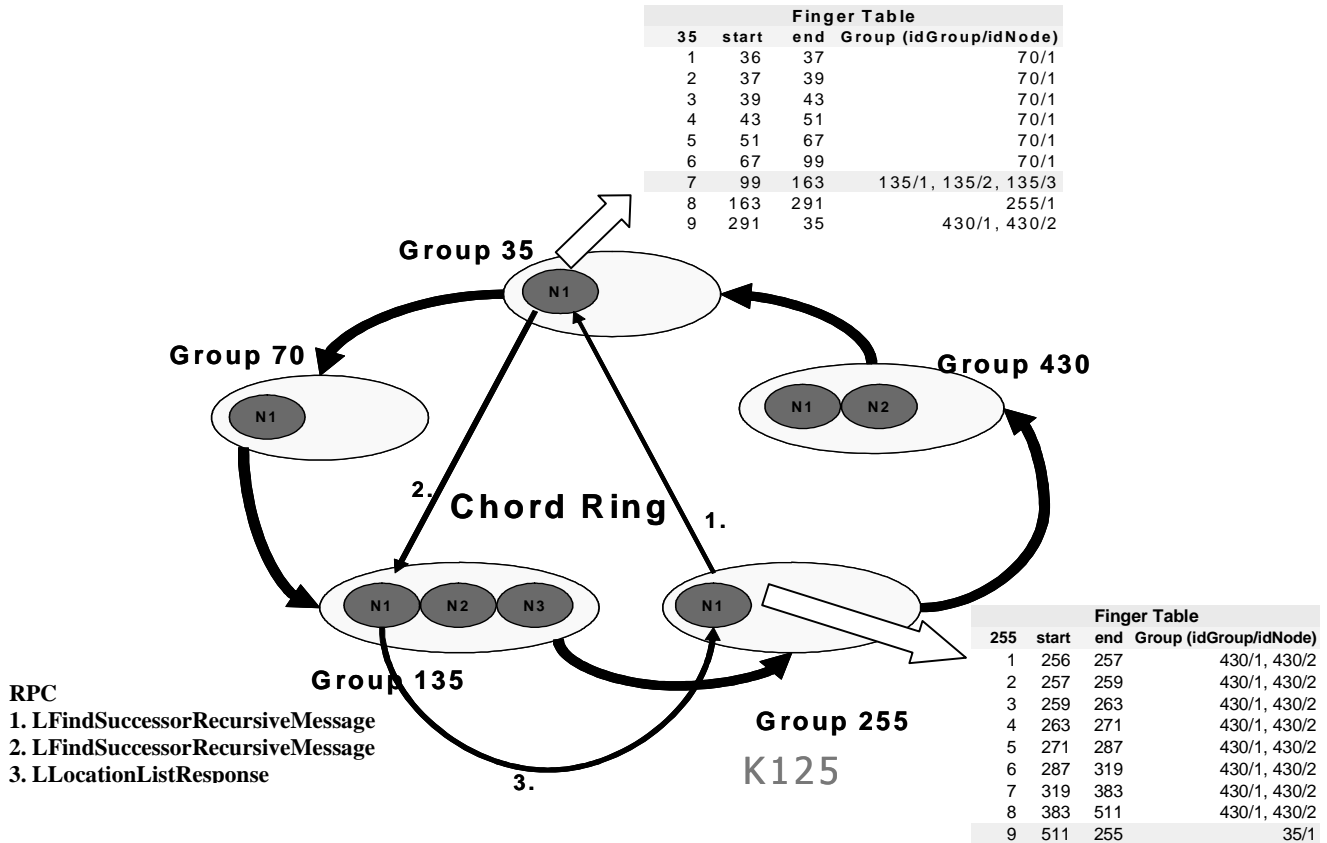 Finger Table
35 start end Group (idGroup/idNode)
1 36 37 70/1
2 37 39 70/1
3 39 43 70/1
4 43 51 70/1
5 51 67 70/1
6 67 99 70/1
7 99 163 135/1, 135/2, 135/3
8 163 291 255/1
9 291 35 430/1, 430/2
Group 35
N1
Group 70
N1
Group 430
N1 N2
2.
Chord Ring
1.
N1 N2 N3
N1
Group 135
Group 255
K125
3.
RPC
1. LFindSuccessorRecursiveMessage
2. LFindSuccessorRecursiveMessage
3. LLocationListResponse
Finger Table
255 start end Group (idGroup/idNode)
1 256 257 430/1, 430/2
2 257 259 430/1, 430/2
3 259 263 430/1, 430/2
4 263 271 430/1, 430/2
5 271 287 430/1, 430/2
6 287 319 430/1, 430/2
7 319 383 430/1, 430/2
8 383 511 430/1, 430/2
9 511 255 35/1